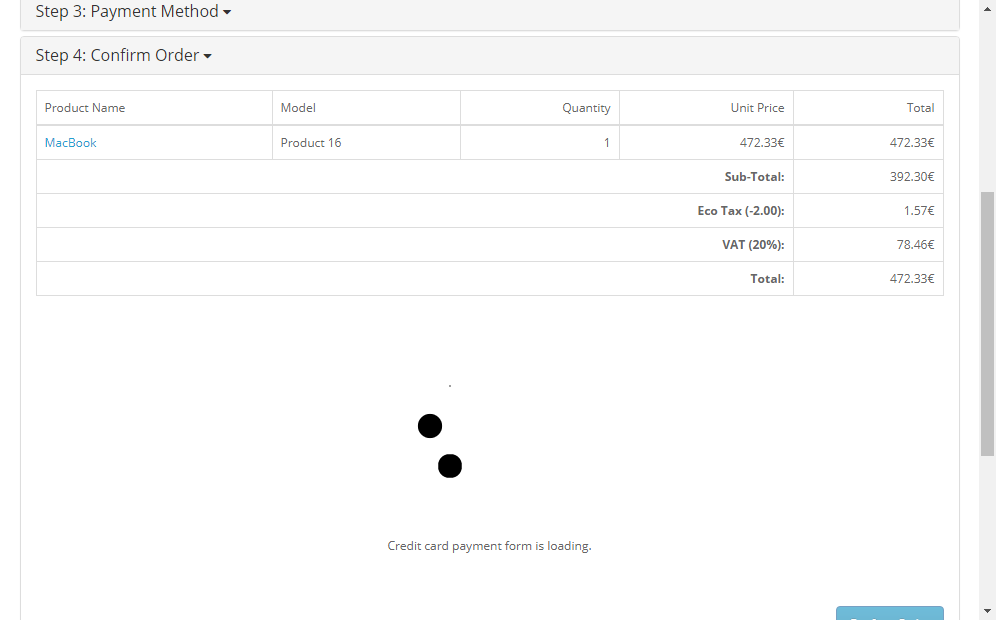 Step 3: Payment Method
Step 4: Confirm Order
Product Name Model Quantity Unit Price Total
MacBook Product 16 1 472.33€ 472.33€
Sub-Total: 392.30€
Eco Tax (-2.00): 1.57€
VAT (20%): 78.46€
Total: 472.33€
Credit card payment form is loading.